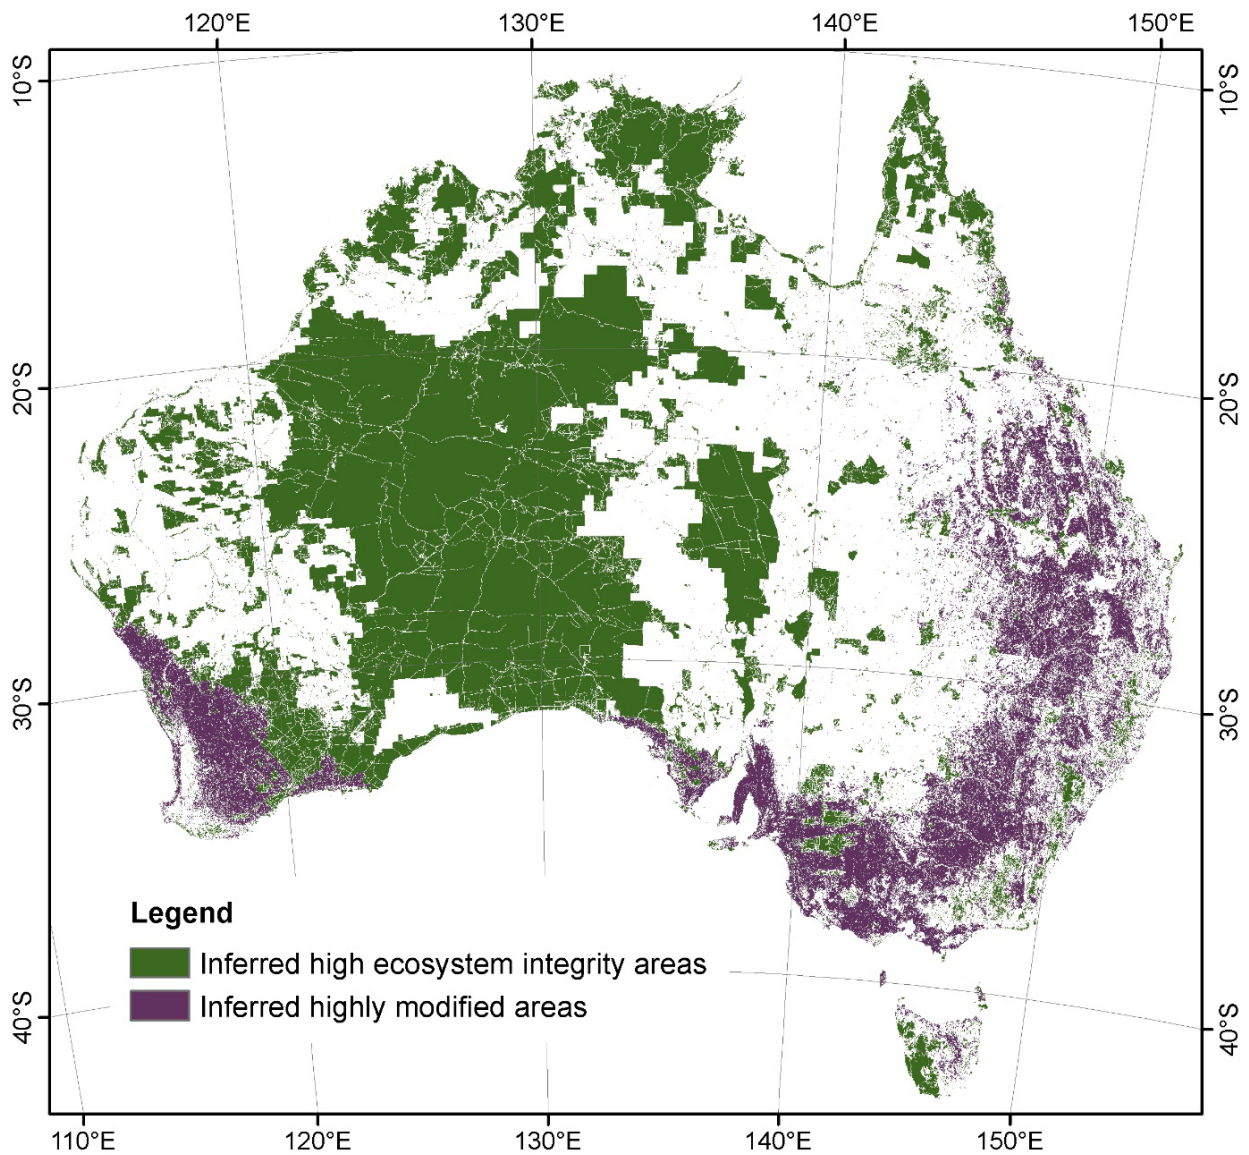 120°E 130°E 140°E 150°E
10°S 10°S
20°S 20°S
30°S 30°S
Legend
Inferred high ecosystem integrity areas
Inferred highly modified areas
40°S 40°S
110°E 120°E 130°E 140°E 150°E